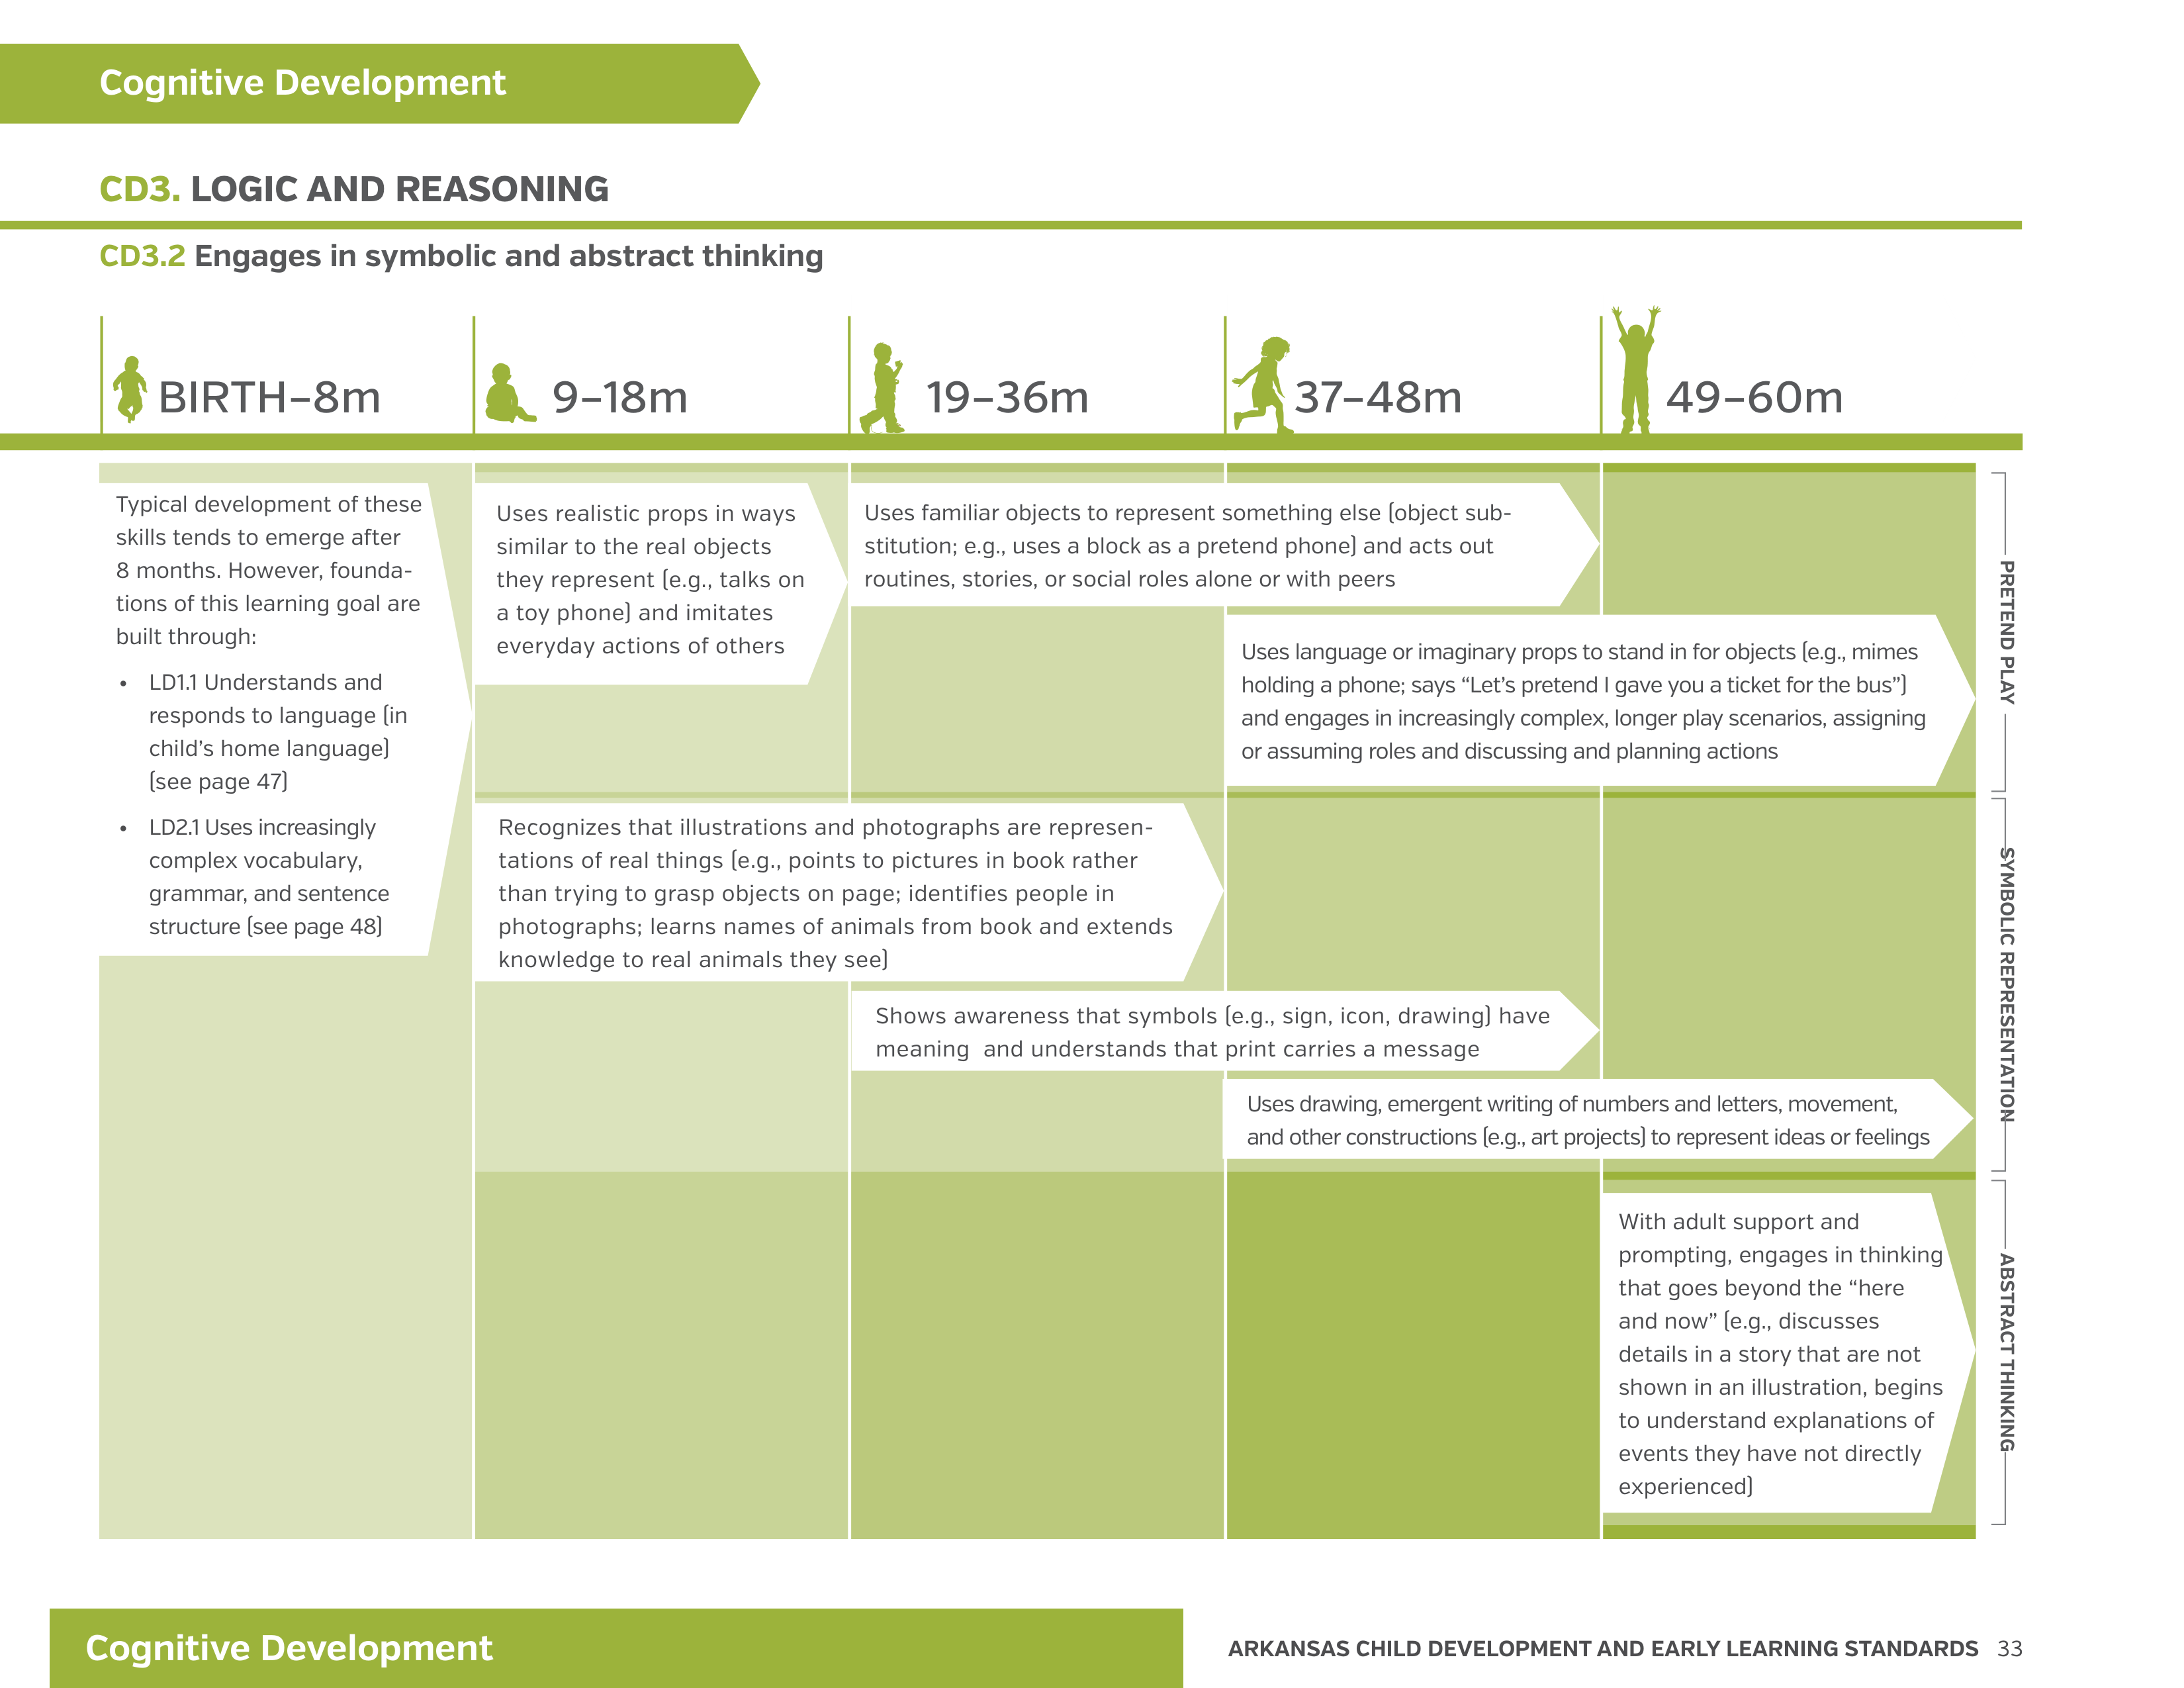 Cognitive Development
CD3. LOGIC AND REASONING
CD3.2 Engages in symbolic and abstract thinking
BIRTH–8m
9–18m
19–36m
37–48m
49–60m
Typical development of these
skills tends to emerge after
8 months. However, founda-
tions of this learning goal are
built through:
• LD1.1 Understands and
responds to language (in
child’s home language)
(see page 47)
• LD2.1 Uses increasingly
complex vocabulary,
grammar, and sentence
structure (see page 48)
Uses realistic props in ways
similar to the real objects
they represent (e.g., talks on
a toy phone) and imitates
everyday actions of others
Uses familiar objects to represent something else (object sub-
stitution; e.g., uses a block as a pretend phone) and acts out
routines, stories, or social roles alone or with peers
Uses language or imaginary props to stand in for objects (e.g., mimes
holding a phone; says “Let’s pretend I gave you a ticket for the bus”)
and engages in increasingly complex, longer play scenarios, assigning
or assuming roles and discussing and planning actions
PRETEND PLAY
Recognizes that illustrations and photographs are represen-
tations of real things (e.g., points to pictures in book rather
than trying to grasp objects on page; identifies people in
photographs; learns names of animals from book and extends
knowledge to real animals they see)
Shows awareness that symbols (e.g., sign, icon, drawing) have
meaning and understands that print carries a message
Uses drawing, emergent writing of numbers and letters, movement,
and other constructions (e.g., art projects) to represent ideas or feelings
SYMBOLIC REPRESENTATION
With adult support and
prompting, engages in thinking
that goes beyond the “here
and now” (e.g., discusses
details in a story that are not
shown in an illustration, begins
to understand explanations of
events they have not directly
experienced)
ABSTRACT THINKING
Cognitive Development
ARKANSAS CHILD DEVELOPMENT AND EARLY LEARNING STANDARDS 33